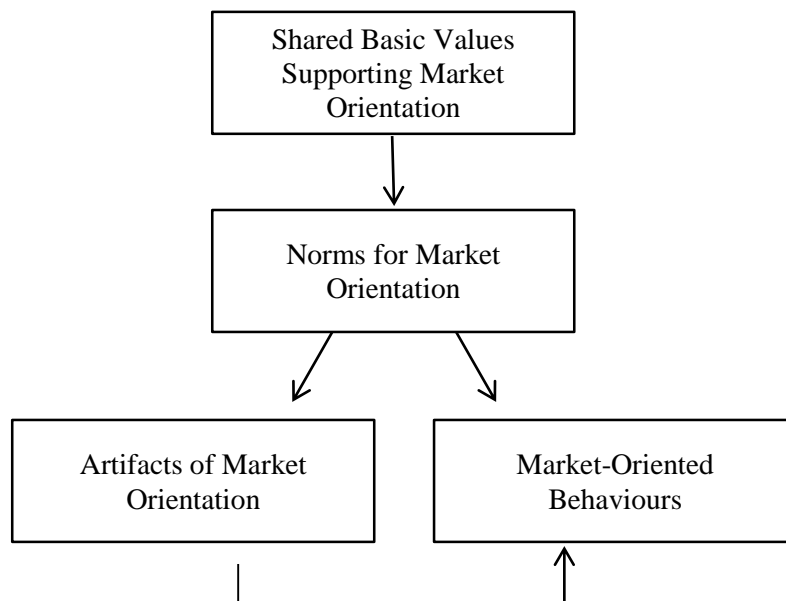 Shared Basic Values
Supporting Market
Orientation
Norms for Market
Orientation
Artifacts of Market
Orientation
Market-Oriented
Behaviours